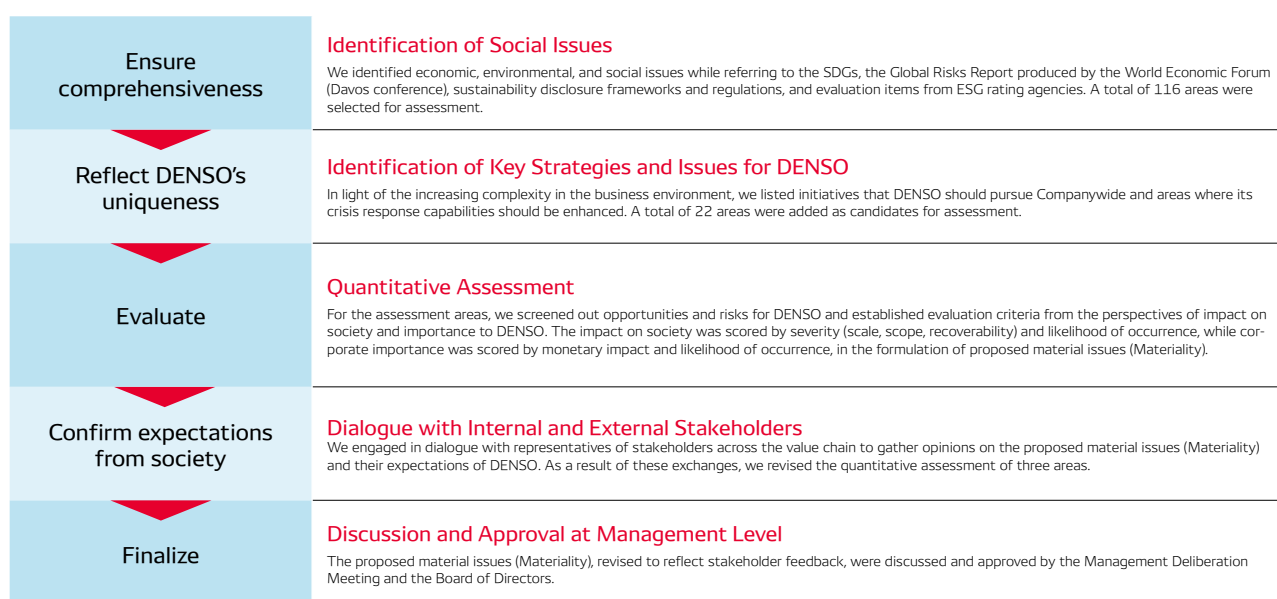 Ensure
comprehensiveness
Identification of Social Issues
We identified economic, environmental, and social issues while referring to the SDGs, the Global Risks Report produced by the World Economic Forum
(Davos conference), sustainability disclosure frameworks and regulations, and evaluation items from ESG rating agencies. A total of 116 areas were
selected for assessment.
Reflect DENSO's
uniqueness
Identification of Key Strategies and Issues for DENSO
In light of the increasing complexity in the business environment, we listed initiatives that DENSO should pursue Companywide and areas where its
crisis response capabilities should be enhanced. A total of 22 areas were added as candidates for assessment.
Evaluate
Quantitative Assessment
For the assessment areas, we screened out opportunities and risks for DENSO and established evaluation criteria from the perspectives of impact on
society and importance to DENSO. The impact on society was scored by severity (scale, scope, recoverability) and likelihood of occurrence, while cor-
porate importance was scored by monetary impact and likelihood of occurrence, in the formulation of proposed material issues (Materiality).
Confirm expectations
from society
Dialogue with Internal and External Stakeholders
We engaged in dialogue with representatives of stakeholders across the value chain to gather opinions on the proposed material issues (Materiality)
and their expectations of DENSO. As a result of these exchanges, we revised the quantitative assessment of three areas.
Finalize
Discussion and Approval at Management Level
The proposed material issues (Materiality), revised to reflect stakeholder feedback, were discussed and approved by the Management Deliberation
Meeting and the Board of Directors.